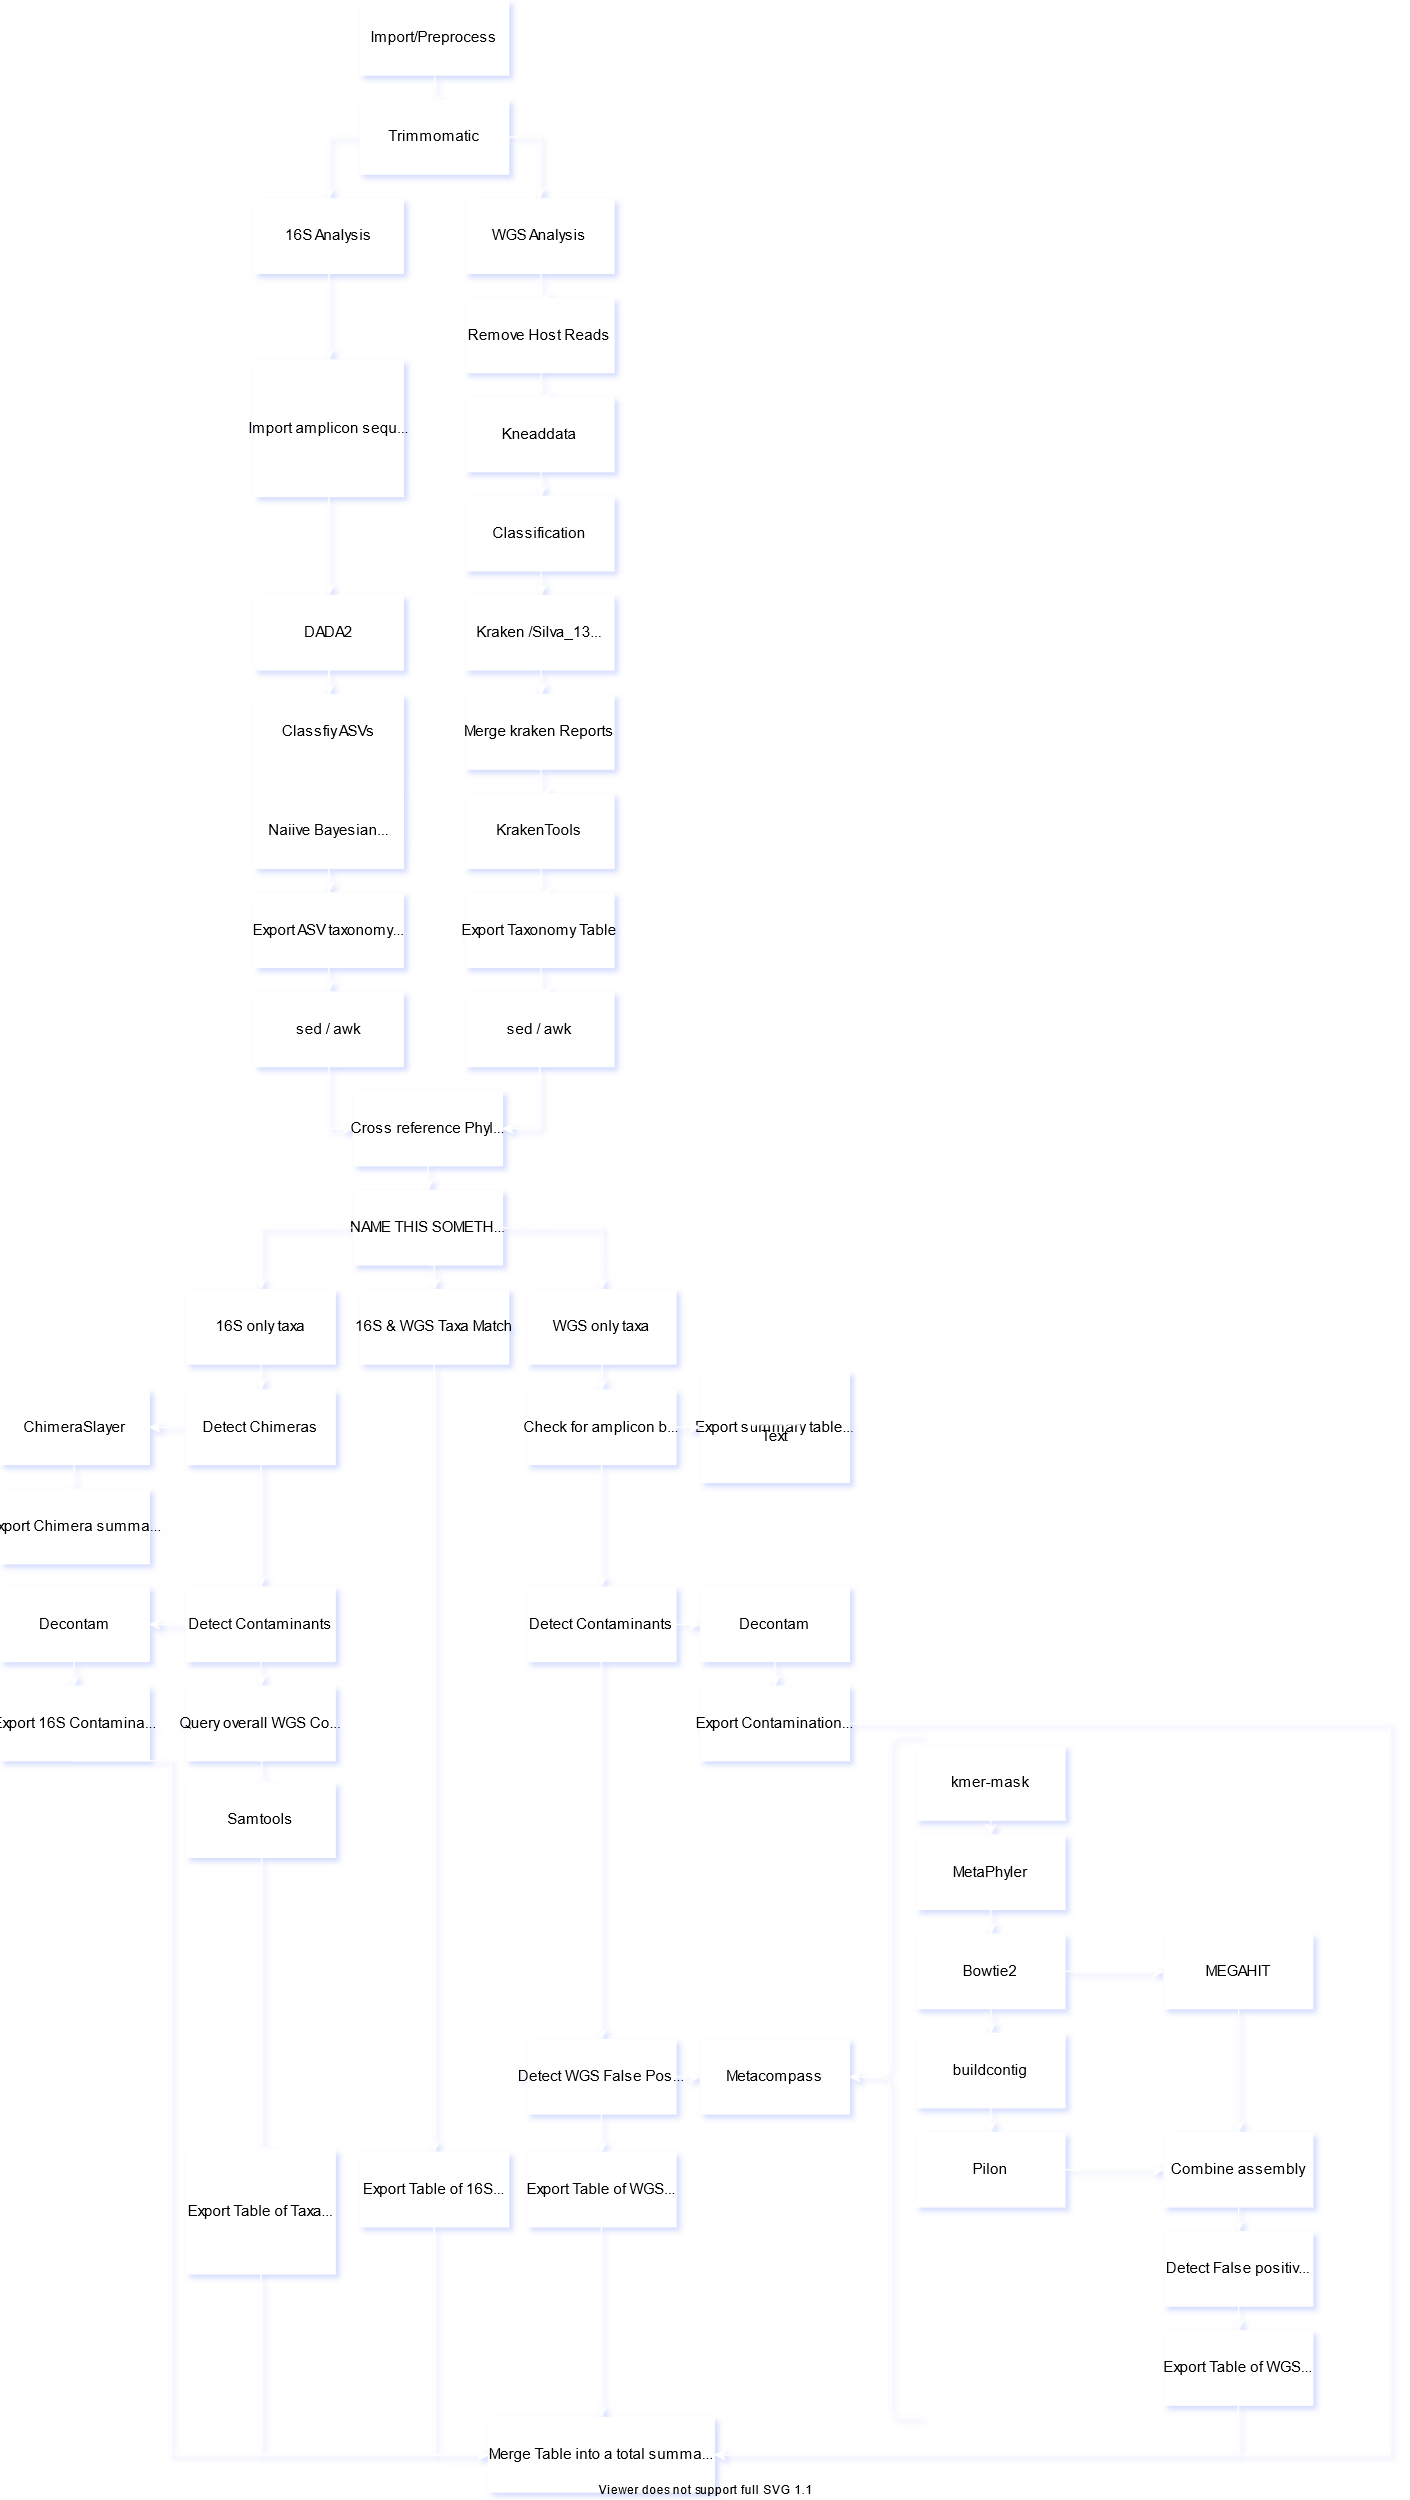 Import/Preprocess
Trimmomatic
16S Analysis
WGS Analysis
Remove Host Reads
Import amplicon sequ...
Kneaddata
Classification
DADA2
Kraken /Silva_13...
Classfiy ASVs
Merge kraken Reports
Naiive Bayesian...
KrakenTools
Export ASV taxonomy...
Export Taxonomy Table
sed / awk
sed / awk
Cross reference Phyl...
NAME THIS SOMETH...
16S only taxa
16S & WGS Taxa Match
WGS only taxa
ChimeraSlayer
Detect Chimeras
Check for amplicon b...
Export summary table...
Text
xport Chimera summa...
Decontam
Detect Contaminants
Detect Contaminants
Decontam
Export 16S Contamina...
Query overall WGS Co...
Export Contamination...
kmer-mask
Samtools
MetaPhyler
Bowtie2
MEGAHIT
buildcontig
Detect WGS False Pos...
Metacompass
Pilon
Combine assembly
Export Table of Taxa...
Export Table of 16S...
Export Table of WGS...
Detect False positiv...
Export Table of WGS...
Merge Table into a total summa...
Viewer does not support full SVG 1.1